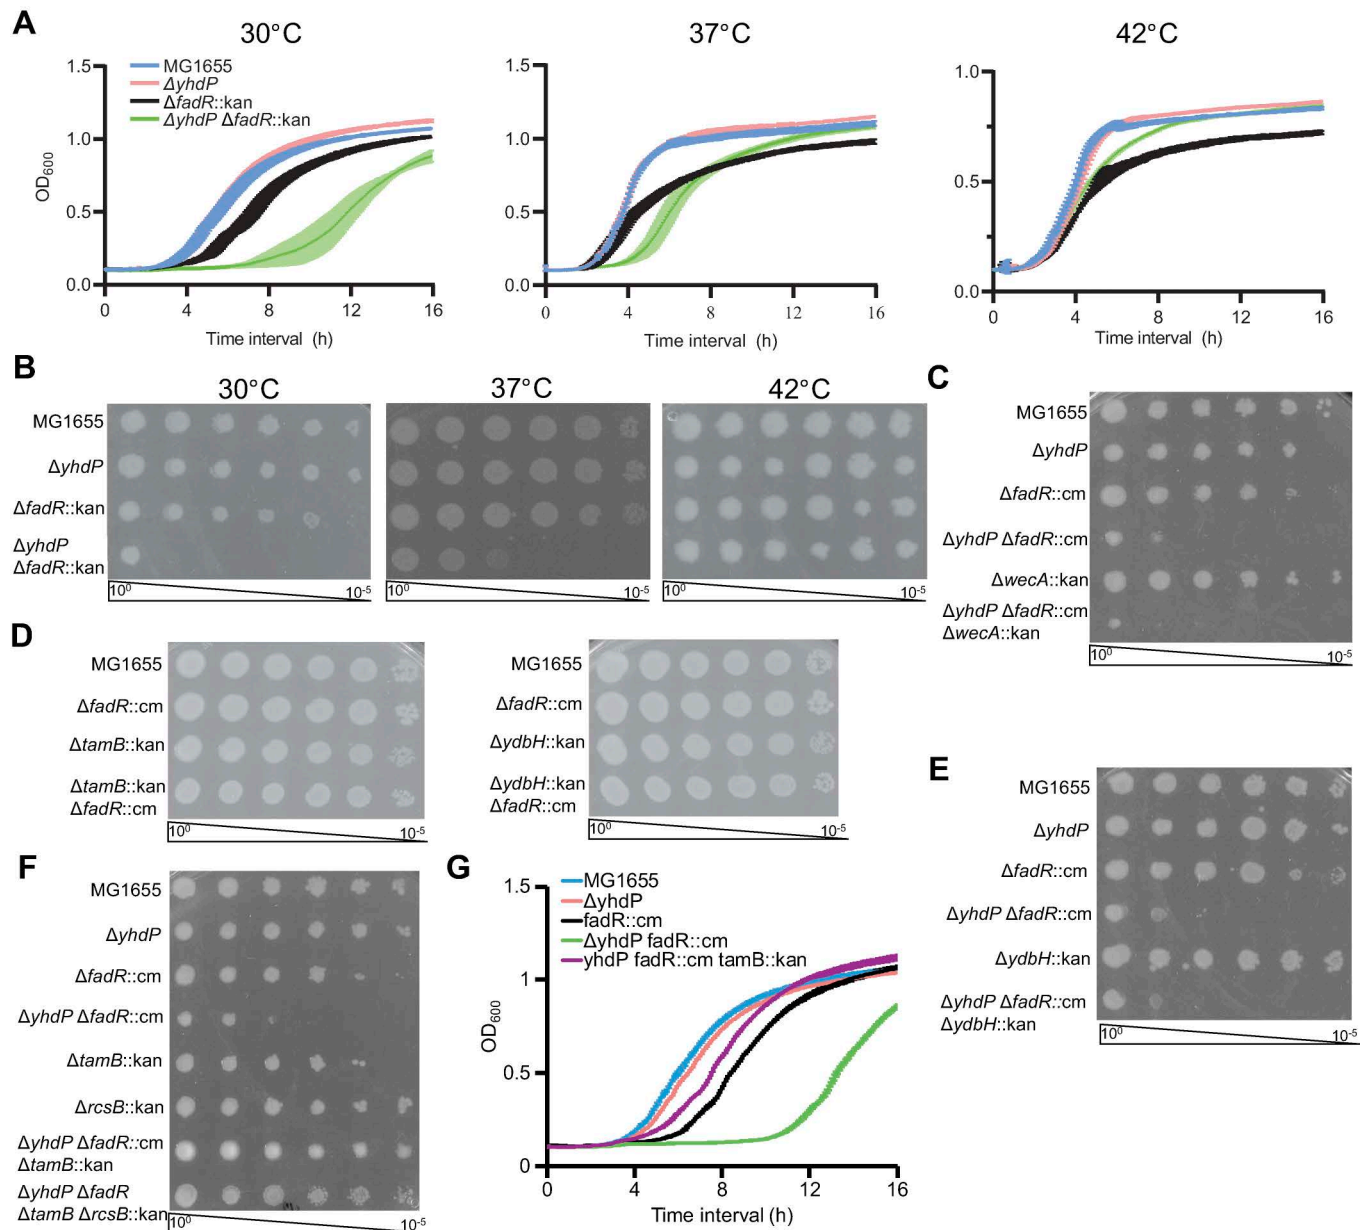 A
30°C
37°C
42°C
MG1655
ΔyhdP
ΔfadR::kan
ΔyhdP ΔfadR::kan
OD600
1.5
1.0
0.5
0.0
0 4 8 12 16
Time interval (h)
1.5
1.0
0.5
0.0
0 4 8 12 16
Time interval (h)
1.0
0.5
0.0
0 4 8 12 16
Time interval (h)
B
30°C
37°C
42°C
MG1655
ΔyhdP
ΔfadR::kan
ΔyhdP
ΔfadR::kan
10⁰ 10⁻⁵
10⁰ 10⁻⁵
10⁰ 10⁻⁵
C
MG1655
ΔyhdP
ΔfadR::cm
ΔyhdP ΔfadR::cm
ΔwecA::kan
ΔyhdP ΔfadR::cm
ΔwecA::kan
10⁰ 10⁻⁵
D
MG1655
ΔfadR::cm
ΔtamB::kan
ΔtamB::kan
ΔfadR::cm
10⁰ 10⁻⁵
MG1655
ΔfadR::cm
ΔydbH::kan
ΔydbH::kan
ΔfadR::cm
10⁰ 10⁻⁵
E
MG1655
ΔyhdP
ΔfadR::cm
ΔyhdP ΔfadR::cm
ΔydbH::kan
ΔyhdP ΔfadR::cm
ΔydbH::kan
10⁰ 10⁻⁵
F
MG1655
ΔyhdP
ΔfadR::cm
ΔyhdP ΔfadR::cm
ΔtamB::kan
ΔrcsB::kan
ΔyhdP ΔfadR::cm
ΔtamB::kan
ΔyhdP ΔfadR
ΔtamB ΔrcsB::kan
10⁰ 10⁻⁵
G
MG1655
ΔyhdP
fadR::cm
ΔyhdP fadR::cm
yhdP fadR::cm tamB::kan
OD600
1.5
1
0.5
0
0 4 8 12 16
Time interval (h)